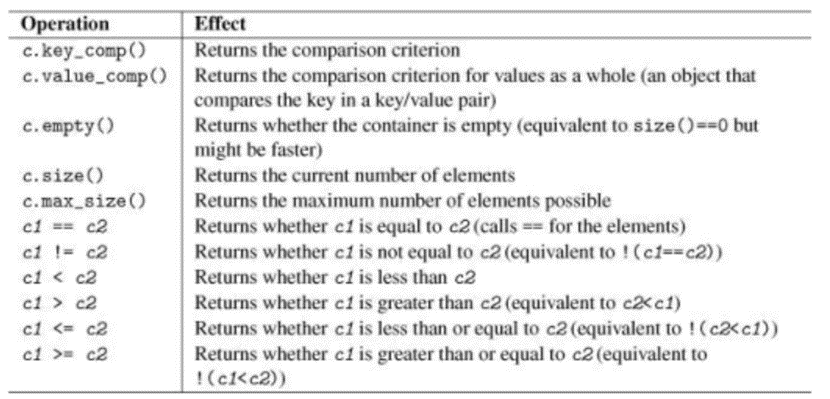 Operation Effect
c.key_comp() Returns the comparison criterion
c.value_comp() Returns the comparison criterion for values as a whole (an object that
compares the key in a key/value pair)
c.empty() Returns whether the container is empty (equivalent to size()==0 but
might be faster)
c.size() Returns the current number of elements
c.max_size() Returns the maximum number of elements possible
c1 == c2 Returns whether c1 is equal to c2 (calls == for the elements)
c1 != c2 Returns whether c1 is not equal to c2 (equivalent to !(c1==c2))
c1 < c2 Returns whether c1 is less than c2
c1 > c2 Returns whether c1 is greater than c2 (equivalent to c2<c1)
c1 <= c2 Returns whether c1 is less than or equal to c2 (equivalent to !(c2<c1))
c1 >= c2 Returns whether c1 is greater than or equal to c2 (equivalent to
!(c1<c2))